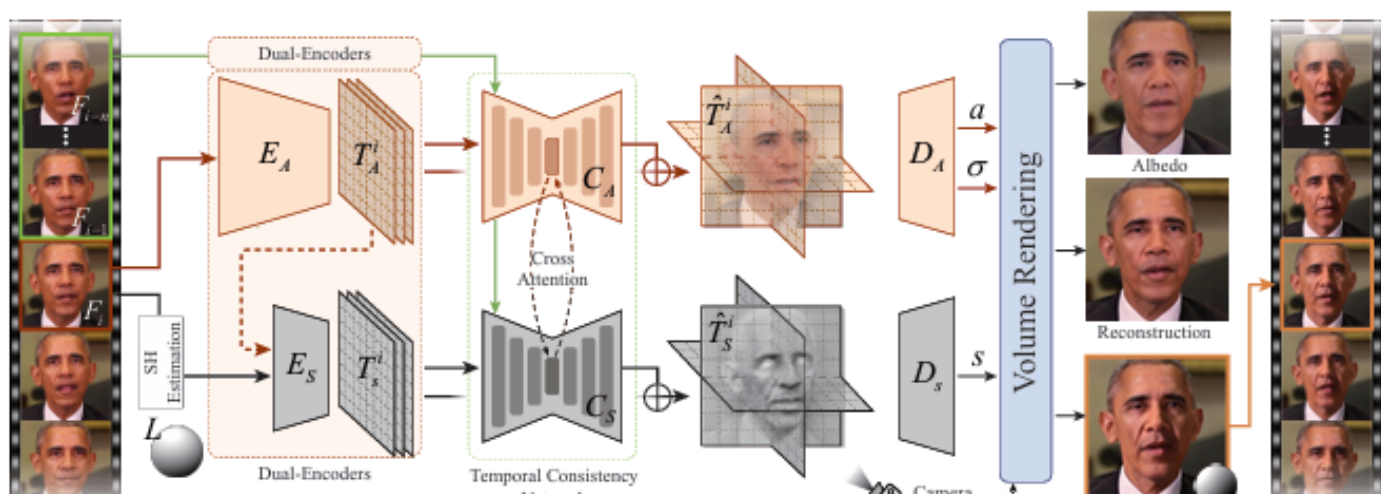 Dual-Encoders
F_{i-n}
F_{i-1}
F_i
E_A
T_A^i
C_A
\hat{T}_A^i
D_A
a
σ
Albedo
Cross
Attention
Volume Rendering
Reconstruction
SH
Estimation
L
E_S
T_s^i
C_S
\hat{T}_S^i
D_s
s
Dual-Encoders
Temporal Consistency
Camera